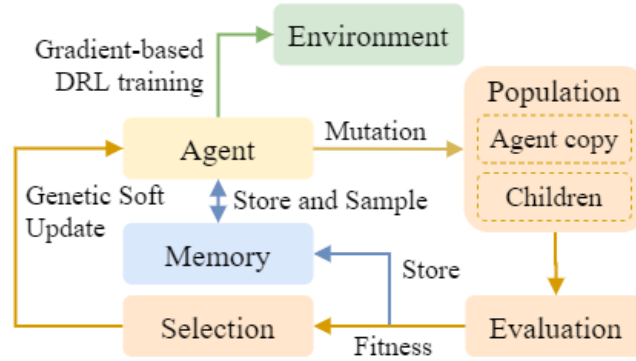 Environment
Gradient-based
DRL training
Population
Agent copy
Children
Mutation
Agent
Genetic Soft
Update
Store and Sample
Memory
Store
Selection
Fitness
Evaluation